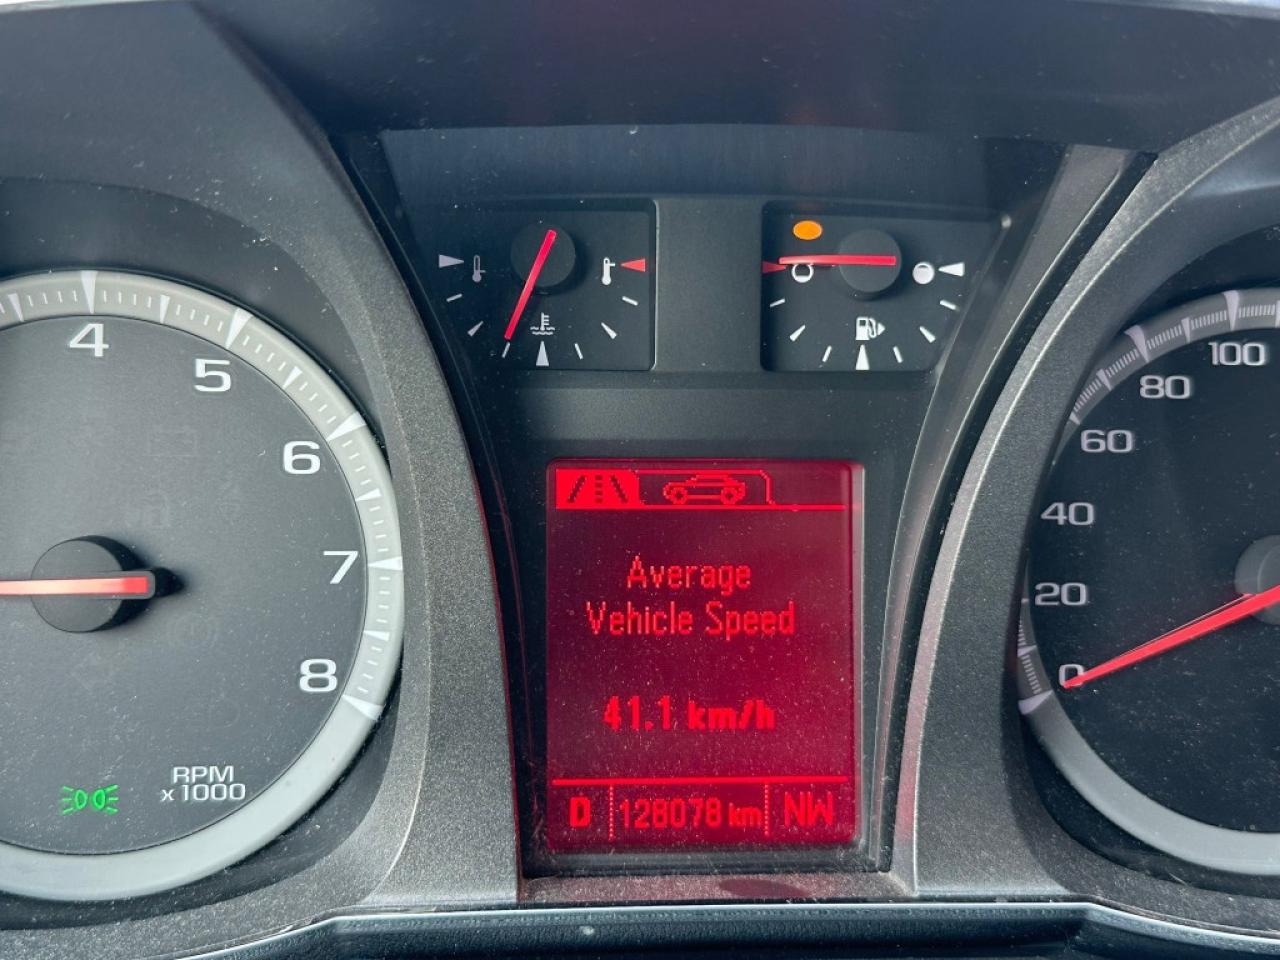 4
5
6
7
8
RPM
x 1000
Average
Vehicle Speed
41.1 km/h
D 128078 km NW
100
80
60
40
20
0